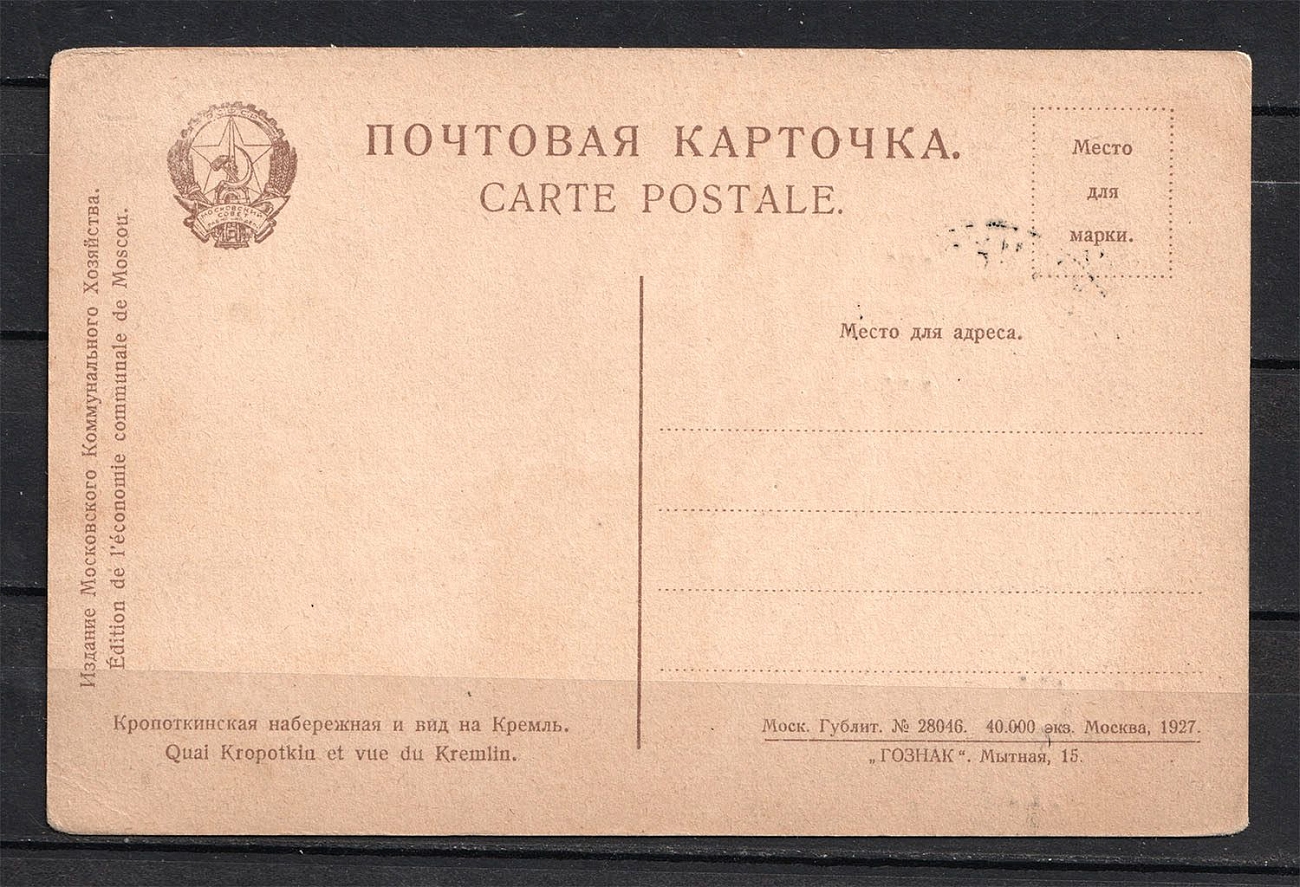 ПОЧТОВАЯ КАРТОЧКА.
CARTE POSTALE.
МОСКОВСКИЙ
СОВЕТ
Место
для
марки.
Место для адреса.
Издание Московского Коммунального Хозяйства.
Édition de l'économie communale de Moscou.
Кропоткинская набережная и вид на Кремль.
Quai Kropotkin et vue du Kremlin.
Моск. Гублит. № 28046. 40.000 экз. Москва, 1927.
„ГОЗНАК“. Мытная, 15.